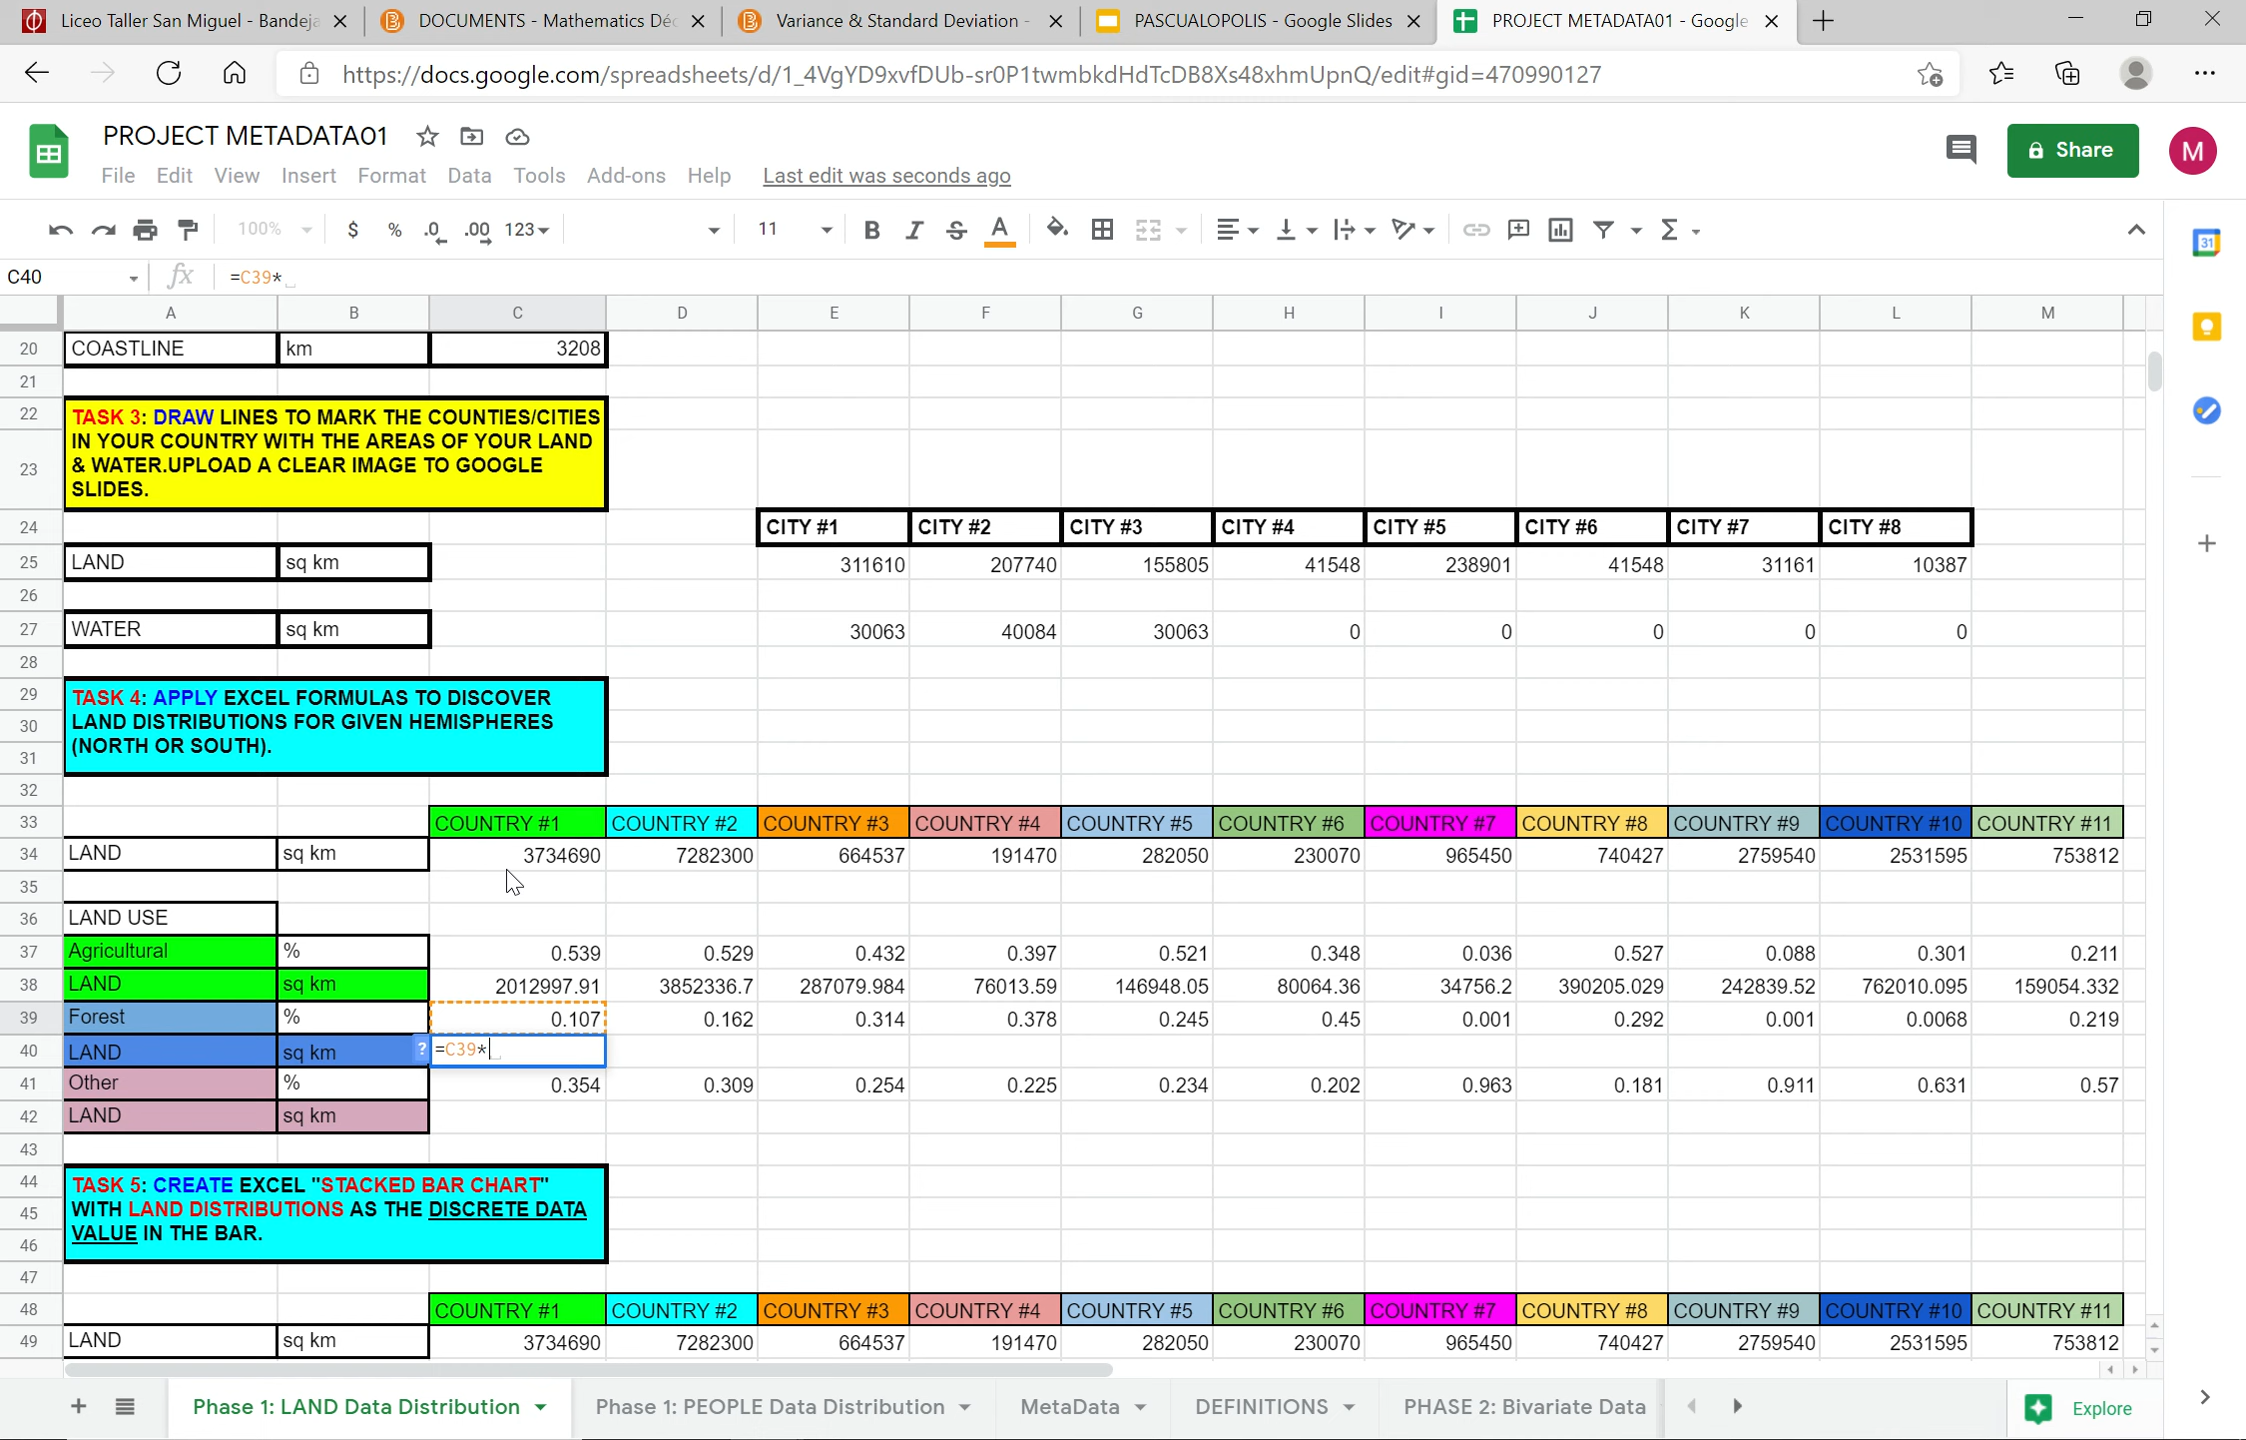 Liceo Taller San Miguel - Bandeja
DOCUMENTS - Mathematics Déc
Variance & Standard Deviation -
PASCUALOPOLIS - Google Slides
PROJECT METADATA01 - Google
https://docs.google.com/spreadsheets/d/1_4VgYD9xvfDUb-sr0P1twmbkdHdTcDB8Xs48xhmUpnQ/edit#gid=470990127
PROJECT METADATA01
File Edit View Insert Format Data Tools Add-ons Help Last edit was seconds ago
Share
M
100% $ % .0 .00 123 11 B I S A
31
C40 fx =C39*
A B C D E F G H I J K L M
20 COASTLINE km 3208
21
22 TASK 3: DRAW LINES TO MARK THE COUNTIES/CITIES
IN YOUR COUNTRY WITH THE AREAS OF YOUR LAND
23 & WATER.UPLOAD A CLEAR IMAGE TO GOOGLE
SLIDES.
24 CITY #1 CITY #2 CITY #3 CITY #4 CITY #5 CITY #6 CITY #7 CITY #8
25 LAND sq km 311610 207740 155805 41548 238901 41548 31161 10387
26
27 WATER sq km 30063 40084 30063 0 0 0 0 0
28
29 TASK 4: APPLY EXCEL FORMULAS TO DISCOVER
30 LAND DISTRIBUTIONS FOR GIVEN HEMISPHERES
31 (NORTH OR SOUTH).
32
33 COUNTRY #1 COUNTRY #2 COUNTRY #3 COUNTRY #4 COUNTRY #5 COUNTRY #6 COUNTRY #7 COUNTRY #8 COUNTRY #9 COUNTRY #10 COUNTRY #11
34 LAND sq km 3734690 7282300 664537 191470 282050 230070 965450 740427 2759540 2531595 753812
35
36 LAND USE
37 Agricultural % 0.539 0.529 0.432 0.397 0.521 0.348 0.036 0.527 0.088 0.301 0.211
38 LAND sq km 2012997.91 3852336.7 287079.984 76013.59 146948.05 80064.36 34756.2 390205.029 242839.52 762010.095 159054.332
39 Forest % 0.107 0.162 0.314 0.378 0.245 0.45 0.001 0.292 0.001 0.0068 0.219
40 LAND sq km ? =C39*
41 Other % 0.354 0.309 0.254 0.225 0.234 0.202 0.963 0.181 0.911 0.631 0.57
42 LAND sq km
43
44 TASK 5: CREATE EXCEL "STACKED BAR CHART"
45 WITH LAND DISTRIBUTIONS AS THE DISCRETE DATA
46 VALUE IN THE BAR.
47
48 COUNTRY #1 COUNTRY #2 COUNTRY #3 COUNTRY #4 COUNTRY #5 COUNTRY #6 COUNTRY #7 COUNTRY #8 COUNTRY #9 COUNTRY #10 COUNTRY #11
49 LAND sq km 3734690 7282300 664537 191470 282050 230070 965450 740427 2759540 2531595 753812
Phase 1: LAND Data Distribution
Phase 1: PEOPLE Data Distribution
MetaData
DEFINITIONS
PHASE 2: Bivariate Data
Explore